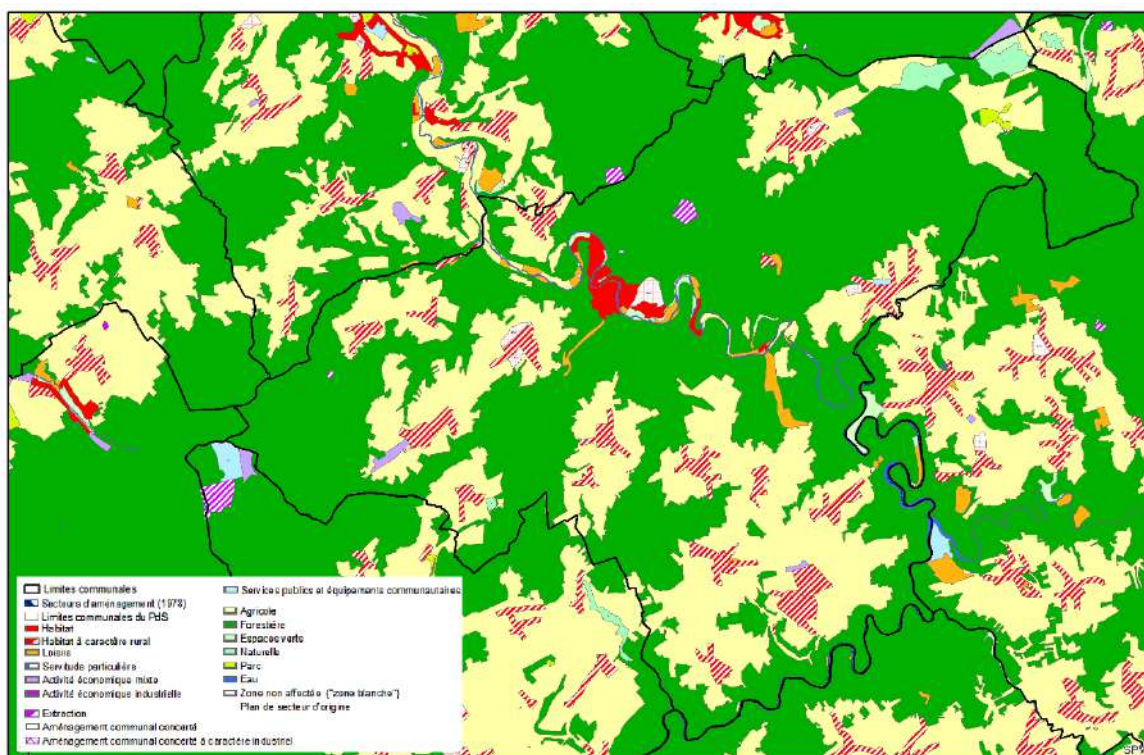 Limites communales
Secteurs d'aménagement (1978)
Limites communales du PdS
Habitat
Habitat à caractère rural
Loisirs
Servitude particulière
Activité économique mixte
Activité économique industrielle
Extraction
Aménagement communal concerté
Aménagement communal concerté à caractère industriel
Services publics et équipements communautaires
Agricole
Forestière
Espaces verts
Naturelle
Parc
Eau
Zone non affectée ("zone blanche")
Plan de secteur d'origine